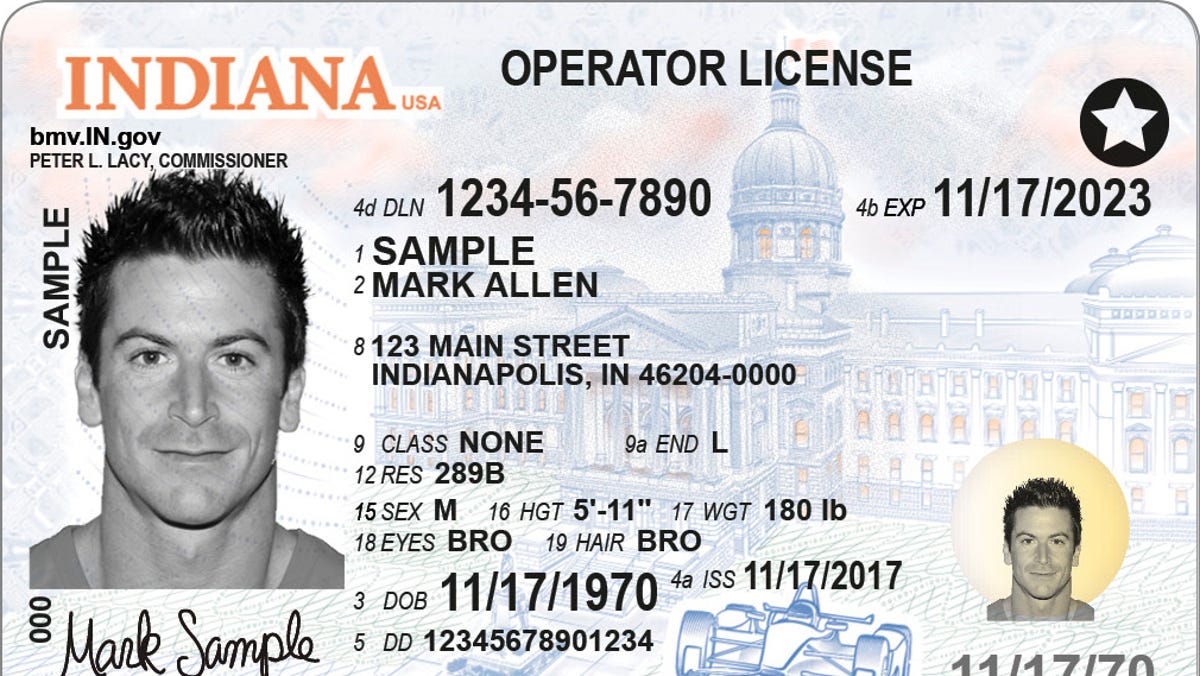 INDIANA USA
OPERATOR LICENSE
bmv.IN.gov
PETER L. LACY, COMMISSIONER
SAMPLE
4d DLN 1234-56-7890
4b EXP 11/17/2023
1 SAMPLE
2 MARK ALLEN
8 123 MAIN STREET
INDIANAPOLIS, IN 46204-0000
9 CLASS NONE 9a END L
12 RES 289B
15 SEX M 16 HGT 5'-11" 17 WGT 180 lb
18 EYES BRO 19 HAIR BRO
3 DOB 11/17/1970 4a ISS 11/17/2017
5 DD 12345678901234
000
Mark Sample
11/17/70